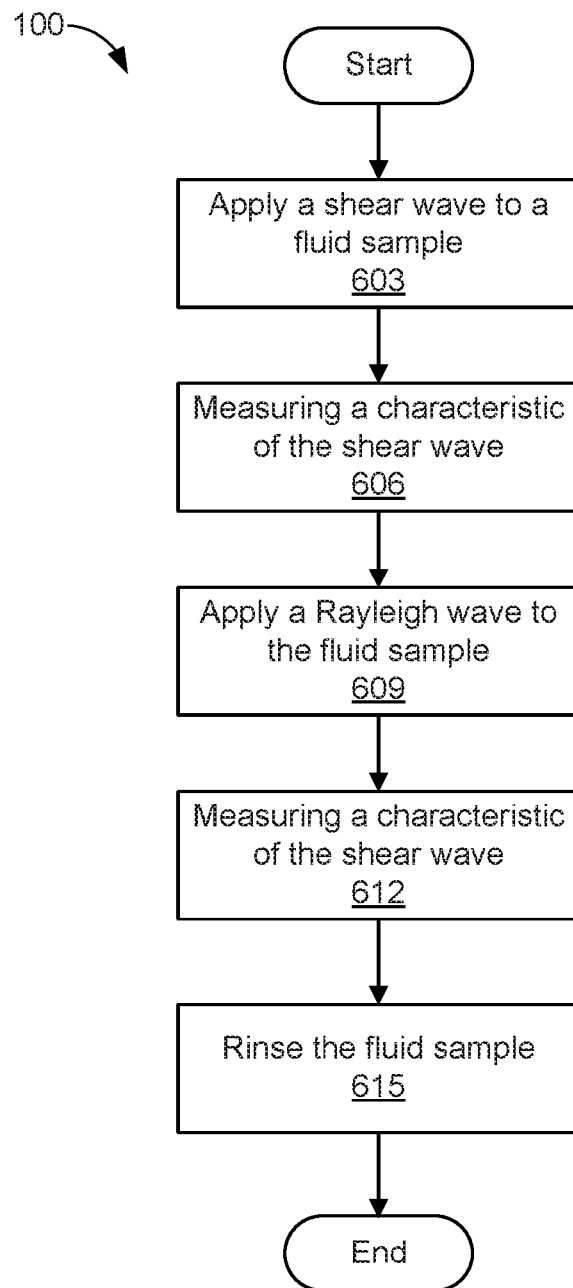 100
Start
Apply a shear wave to a
fluid sample
603
Measuring a characteristic
of the shear wave
606
Apply a Rayleigh wave to
the fluid sample
609
Measuring a characteristic
of the shear wave
612
Rinse the fluid sample
615
End